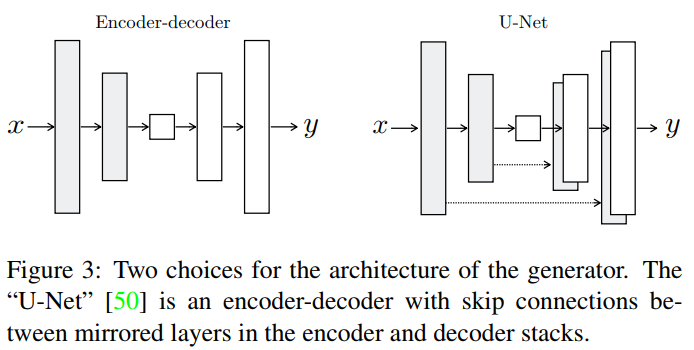 Encoder-decoder
U-Net
x
y
x
y
Figure 3: Two choices for the architecture of the generator. The
“U-Net” [50] is an encoder-decoder with skip connections be-
tween mirrored layers in the encoder and decoder stacks.